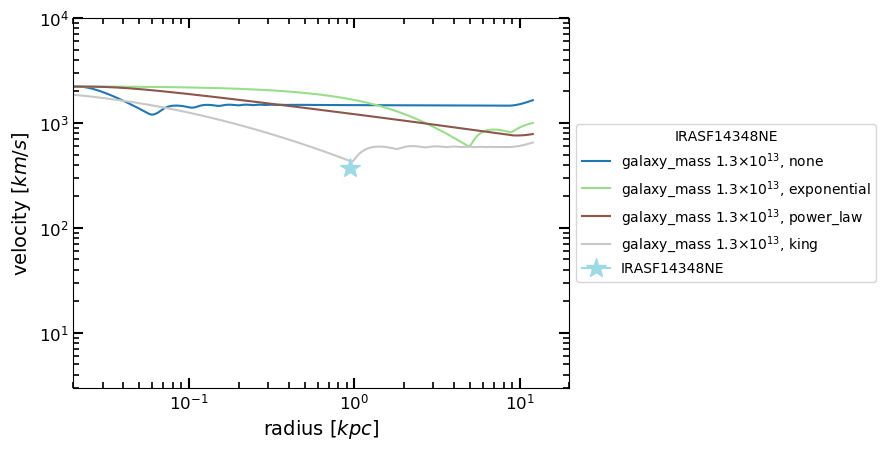 10^4
10^3
10^2
10^1
velocity [km/s]
10^-1
10^0
10^1
radius [kpc]
IRASF14348NE
galaxy_mass 1.3×10^13, none
galaxy_mass 1.3×10^13, exponential
galaxy_mass 1.3×10^13, power_law
galaxy_mass 1.3×10^13, king
IRASF14348NE